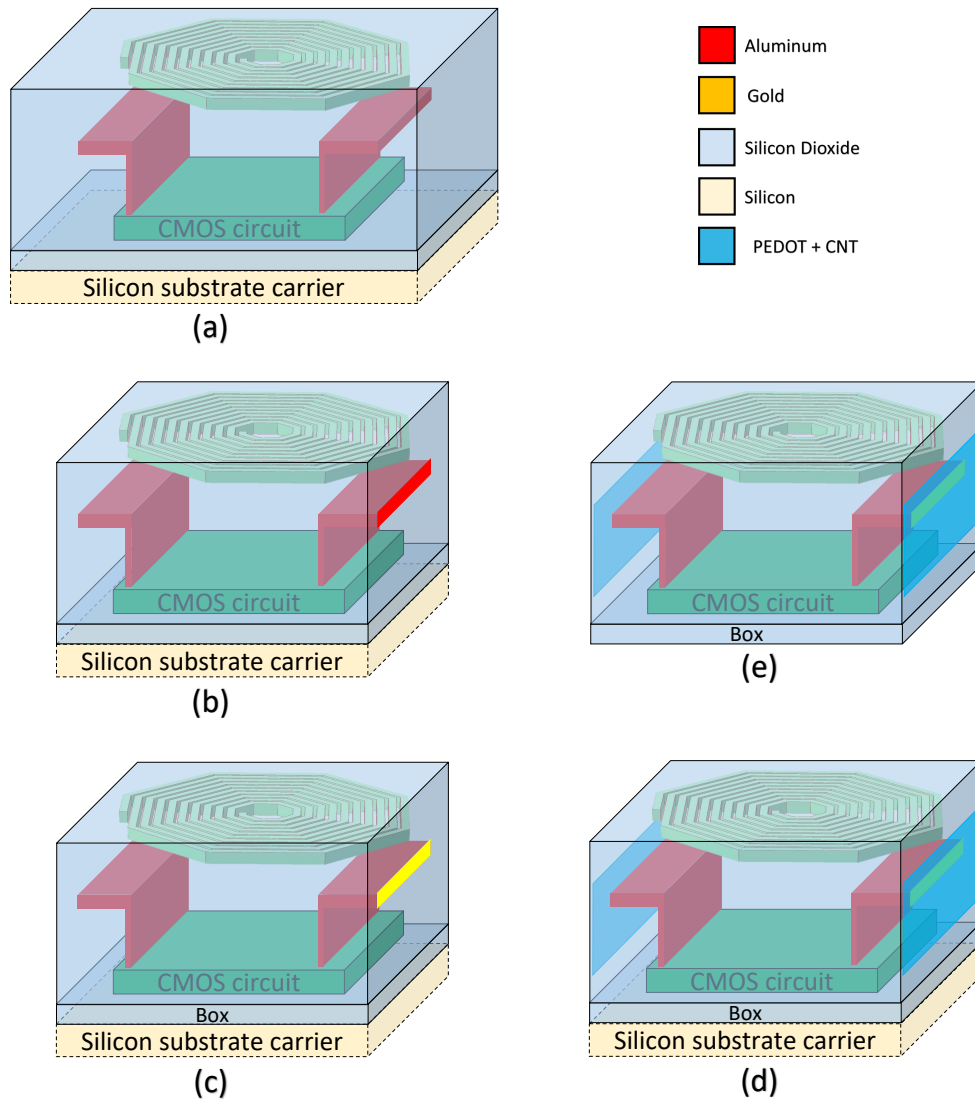 CMOS circuit
Silicon substrate carrier
(a)
Aluminum
Gold
Silicon Dioxide
Silicon
PEDOT + CNT
CMOS circuit
Silicon substrate carrier
(b)
CMOS circuit
Box
(e)
CMOS circuit
Box
Silicon substrate carrier
(c)
CMOS circuit
Box
Silicon substrate carrier
(d)